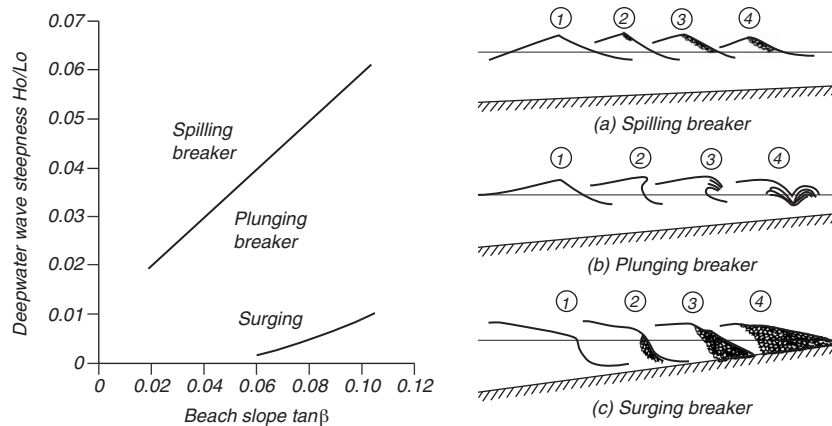 Deepwater wave steepness Ho/Lo
0.07
0.06
0.05
0.04
0.03
0.02
0.01
0
Spilling
breaker
Plunging
breaker
Surging
0 0.02 0.04 0.06 0.08 0.10 0.12
Beach slope tanβ
1 2 3 4
(a) Spilling breaker
1 2 3 4
(b) Plunging breaker
1 2 3 4
(c) Surging breaker